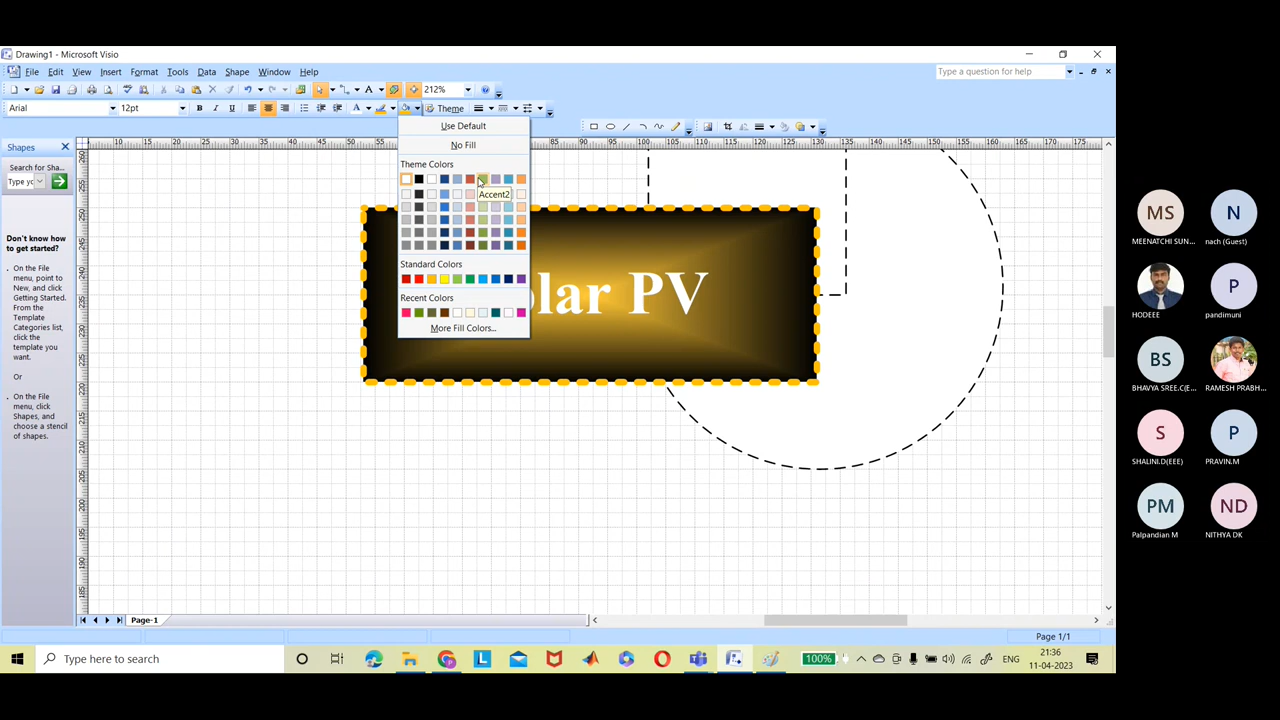 Drawing1 - Microsoft Visio
File Edit View Insert Format Tools Data Shape Window Help
Type a question for help
212%
Arial 12pt B I U A Theme
Use Default
No Fill
Theme Colors
Accent2
Standard Colors
Recent Colors
More Fill Colors...
Shapes
Search for Sha...
Don't know how to get started?
On the File
menu, point to
New, and click
Getting Started.
From the
Template
Categories list,
click the
template you
want.
Or
On the File
menu, click
Shapes, and
choose a stencil
of shapes.
lar PV
Page-1
Page 1/1
Type here to search
100%
ENG
21:36
11-04-2023
MS
MEENATCHI SUN...
N
nach (Guest)
HODEEE
P
pandimuni
BS
BHAVYA SREE.C(E...
RAMESH PRABH...
S
SHALINI.D(EEE)
P
PRAVIN.M
PM
Palpandian M
ND
NITHYA DK